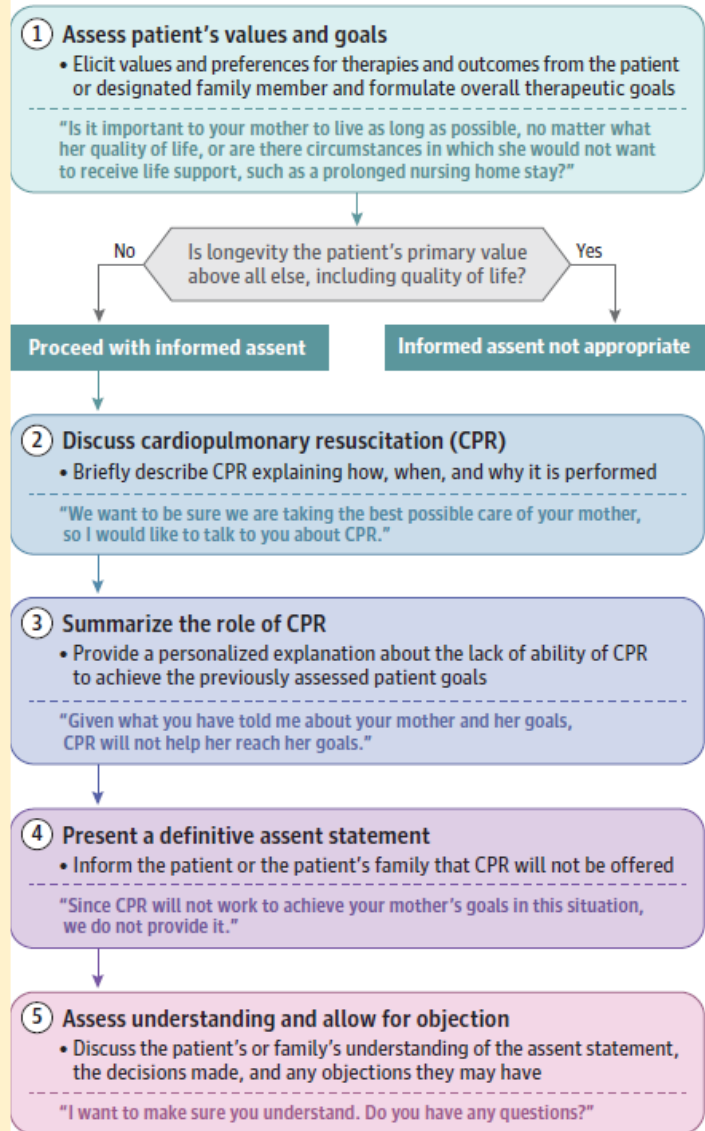 1 Assess patient's values and goals
• Elicit values and preferences for therapies and outcomes from the patient
or designated family member and formulate overall therapeutic goals
“Is it important to your mother to live as long as possible, no matter what
her quality of life, or are there circumstances in which she would not want
to receive life support, such as a prolonged nursing home stay?”
Is longevity the patient's primary value
above all else, including quality of life?
No
Yes
Proceed with informed assent
Informed assent not appropriate
2 Discuss cardiopulmonary resuscitation (CPR)
• Briefly describe CPR explaining how, when, and why it is performed
“We want to be sure we are taking the best possible care of your mother,
so I would like to talk to you about CPR.”
3 Summarize the role of CPR
• Provide a personalized explanation about the lack of ability of CPR
to achieve the previously assessed patient goals
“Given what you have told me about your mother and her goals,
CPR will not help her reach her goals.”
4 Present a definitive assent statement
• Inform the patient or the patient's family that CPR will not be offered
“Since CPR will not work to achieve your mother's goals in this situation,
we do not provide it.”
5 Assess understanding and allow for objection
• Discuss the patient's or family's understanding of the assent statement,
the decisions made, and any objections they may have
“I want to make sure you understand. Do you have any questions?”